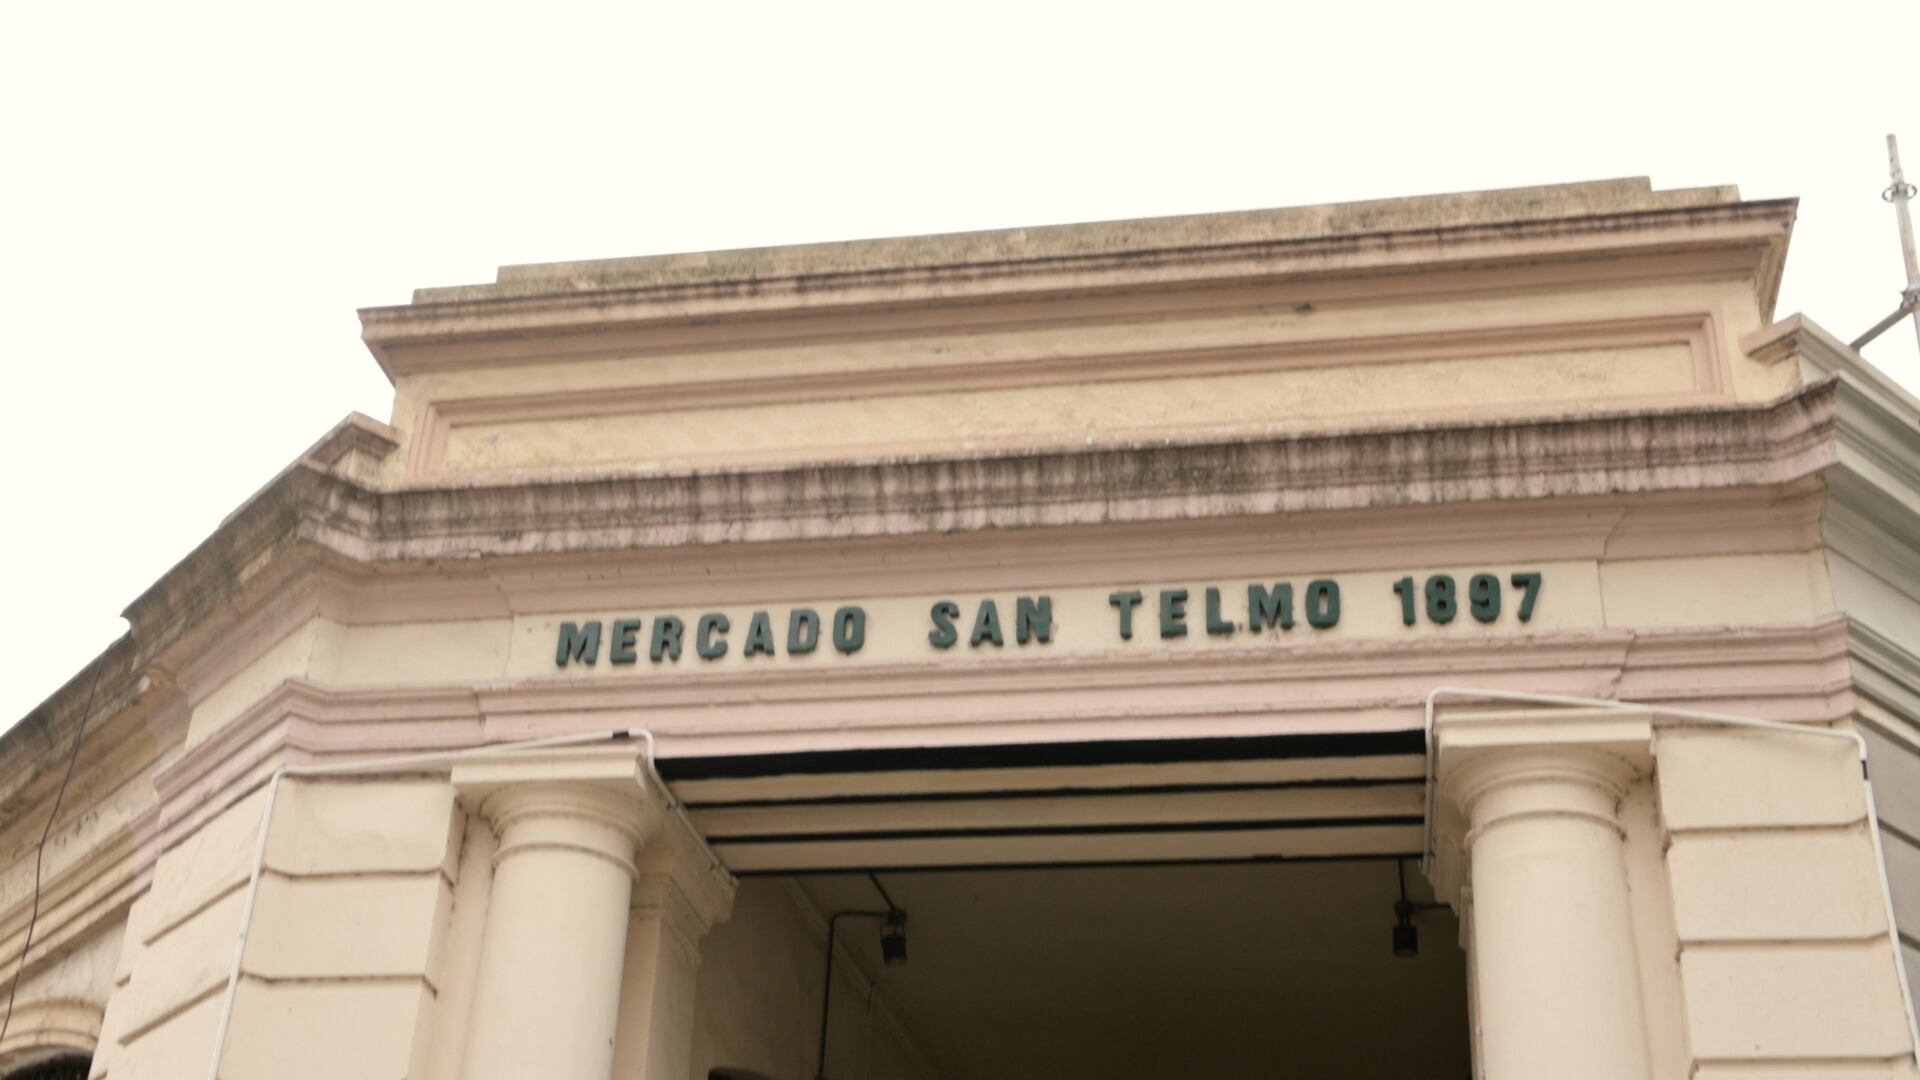 MERCADO SAN TELMO 1897